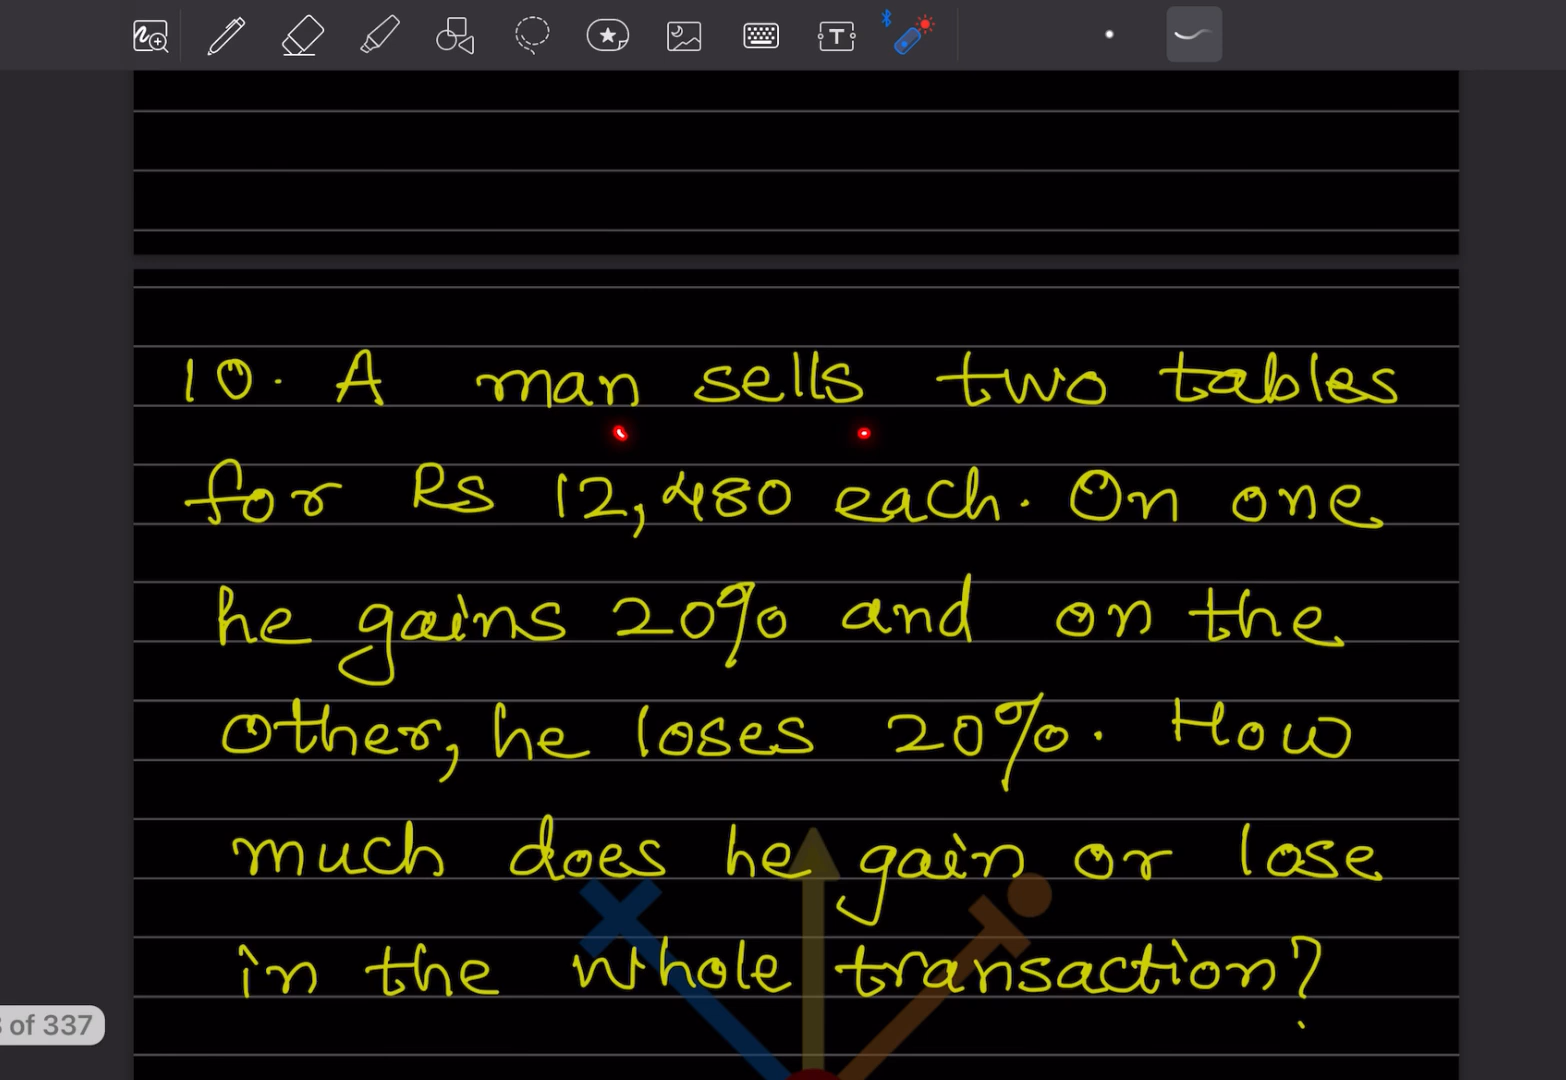 10. A man sells two tables
for Rs 12,480 each. On one
he gains 20% and on the
other, he loses 20%. How
much does he gain or lose
in the whole transaction?
of 337